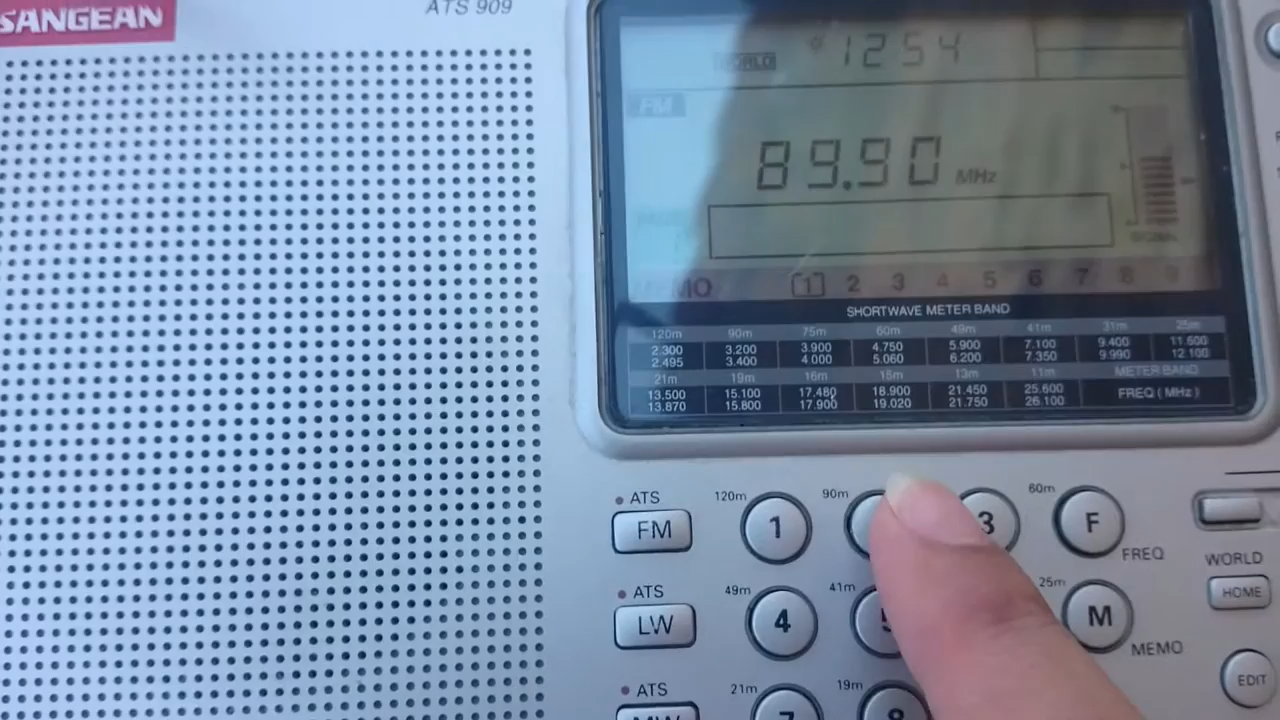 SANGEAN
ATS 909
WORLD
12 54
FM
89.90 MHz
MEMO
[1] 2 3 4 5 6 7 8 9
SHORTWAVE METER BAND
120m 90m 75m 60m 49m 41m 31m 25m
2.300 3.200 3.900 4.750 5.900 7.100 9.400 11.600
2.495 3.400 4.000 5.060 6.200 7.350 9.990 12.100
21m 19m 16m 15m 13m 11m METER BAND
13.500 15.100 17.480 18.900 21.450 25.600 FREQ ( MHz )
13.870 15.800 17.900 19.020 21.750 26.100
ATS 120m 90m 60m
FM 1 3 F
FREQ
WORLD
ATS 49m 41m 25m
LW 4 5 M HOME
MEMO
ATS 21m 19m
EDIT
MW 7 8